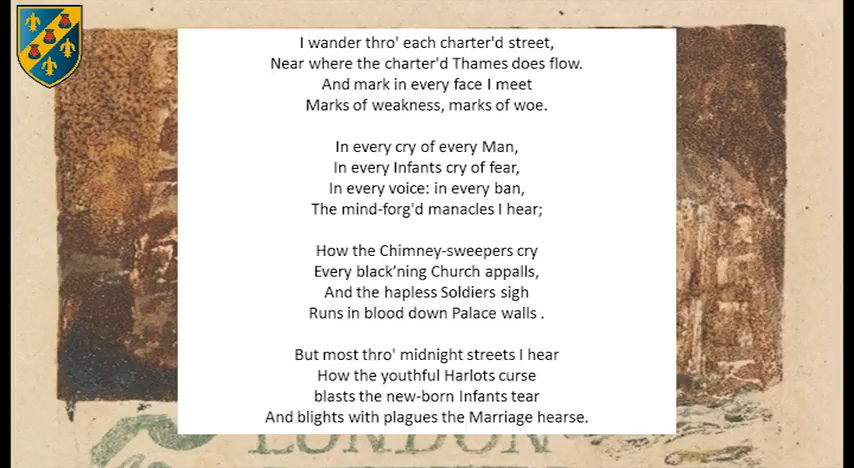 I wander thro' each charter'd street,
Near where the charter'd Thames does flow.
And mark in every face I meet
Marks of weakness, marks of woe.
In every cry of every Man,
In every Infants cry of fear,
In every voice: in every ban,
The mind-forg'd manacles I hear;
How the Chimney-sweepers cry
Every black’ning Church appalls,
And the hapless Soldiers sigh
Runs in blood down Palace walls .
But most thro' midnight streets I hear
How the youthful Harlots curse
blasts the new-born Infants tear
And blights with plagues the Marriage hearse.
LONDON